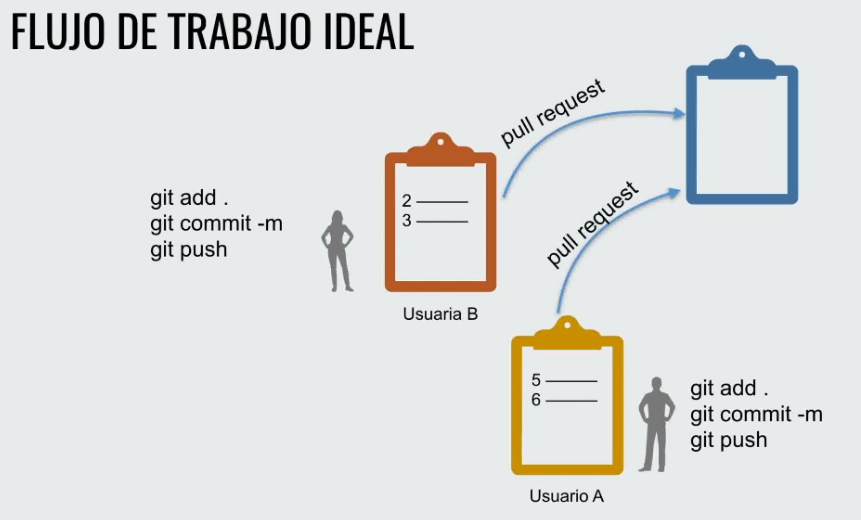 FLUJO DE TRABAJO IDEAL
pull request
git add .
git commit -m
git push
2
3
Usuaria B
pull request
5
6
git add .
git commit -m
git push
Usuario A